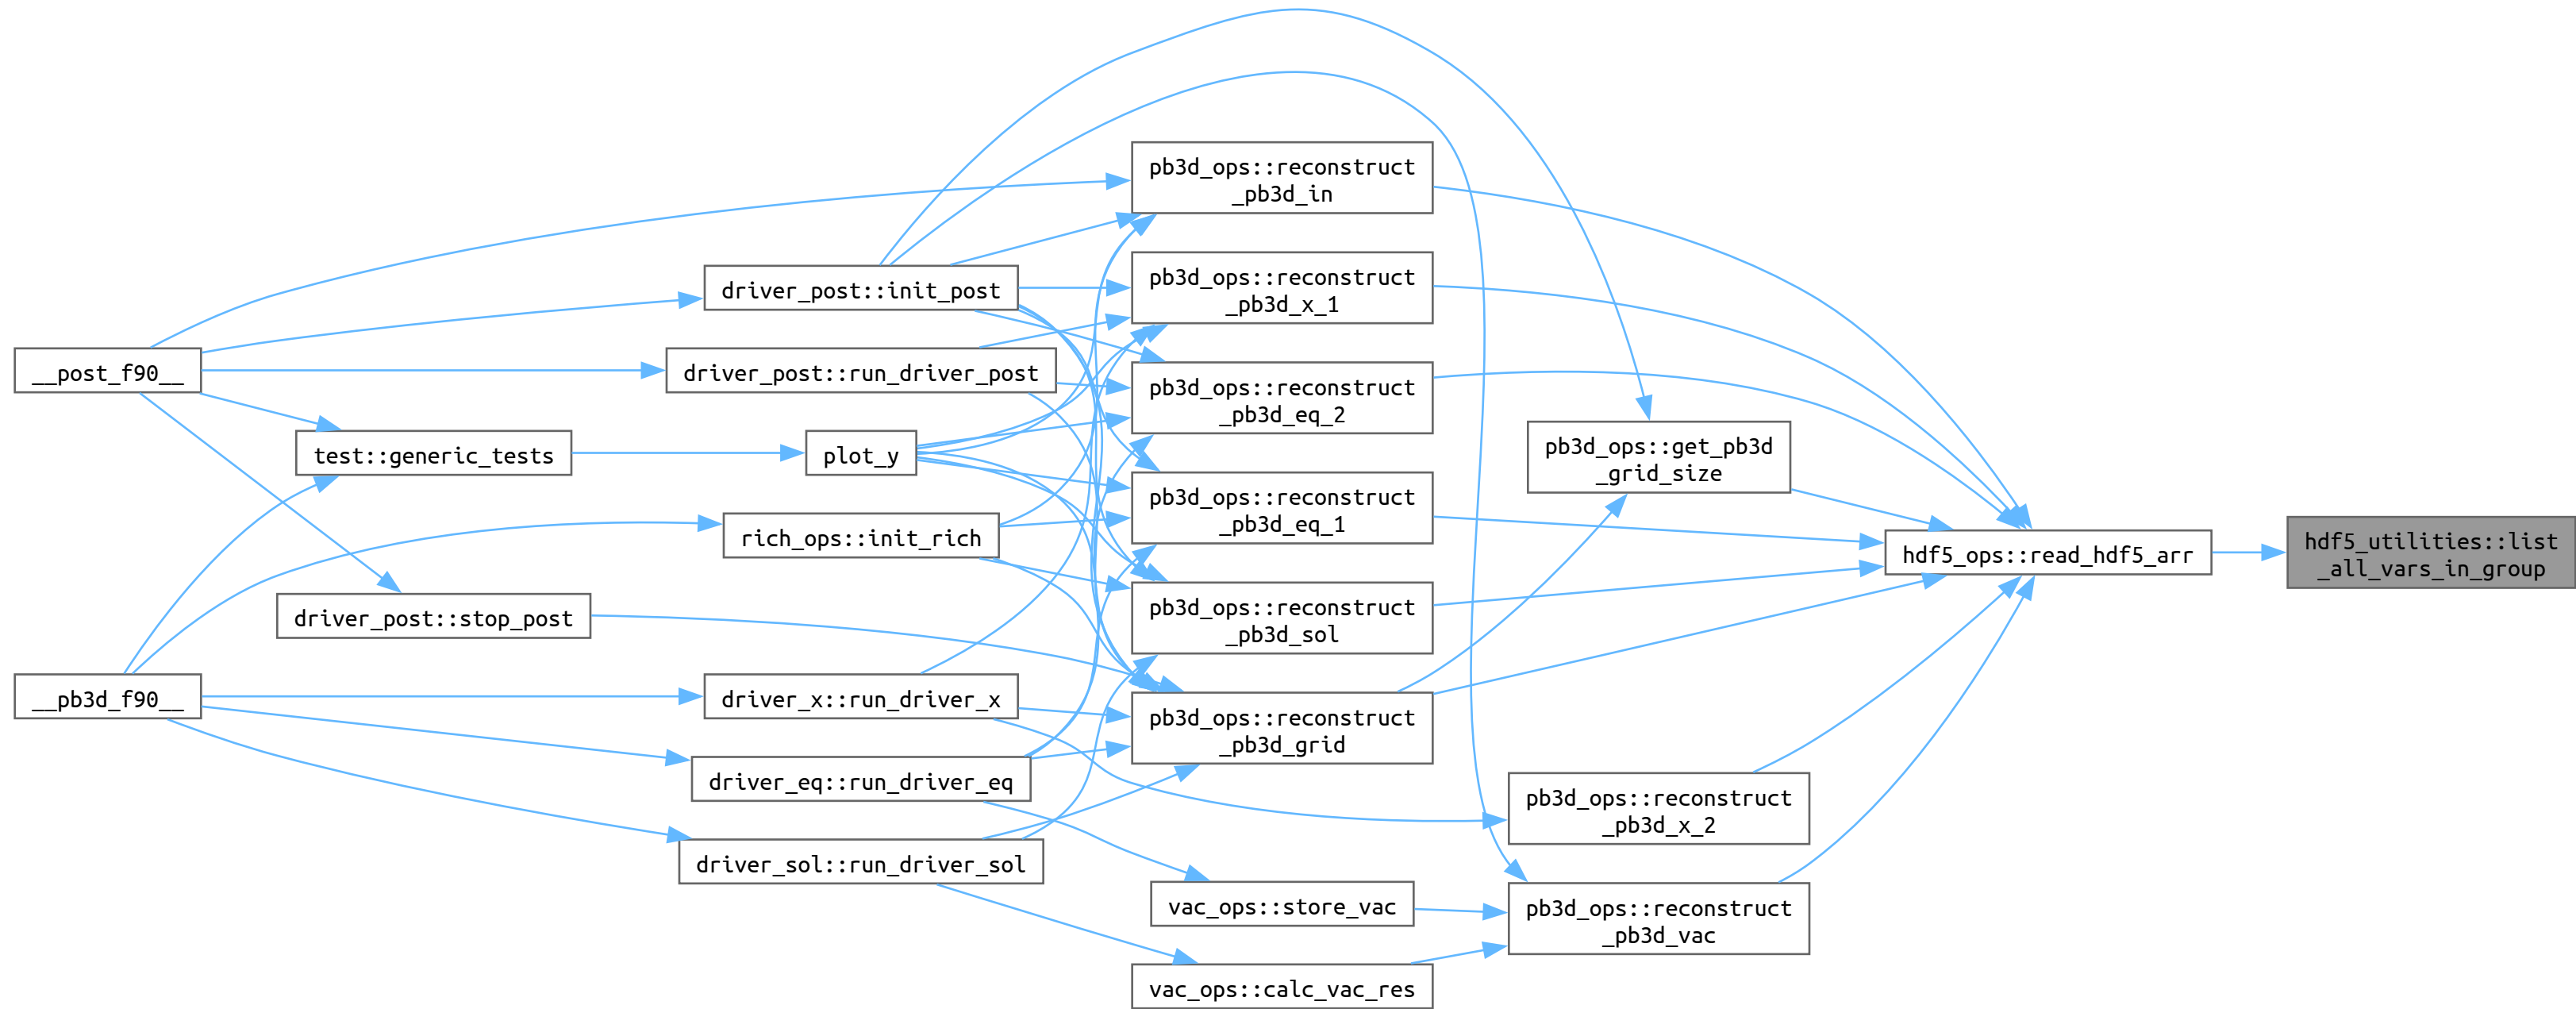 __post_f90__
__pb3d_f90__
test::generic_tests
driver_post::stop_post
driver_post::init_post
driver_post::run_driver_post
plot_y
rich_ops::init_rich
driver_x::run_driver_x
driver_eq::run_driver_eq
driver_sol::run_driver_sol
pb3d_ops::reconstruct
_pb3d_in
pb3d_ops::reconstruct
_pb3d_x_1
pb3d_ops::reconstruct
_pb3d_eq_2
pb3d_ops::reconstruct
_pb3d_eq_1
pb3d_ops::reconstruct
_pb3d_sol
pb3d_ops::reconstruct
_pb3d_grid
vac_ops::store_vac
vac_ops::calc_vac_res
pb3d_ops::get_pb3d
_grid_size
pb3d_ops::reconstruct
_pb3d_x_2
pb3d_ops::reconstruct
_pb3d_vac
hdf5_ops::read_hdf5_arr
hdf5_utilities::list
_all_vars_in_group